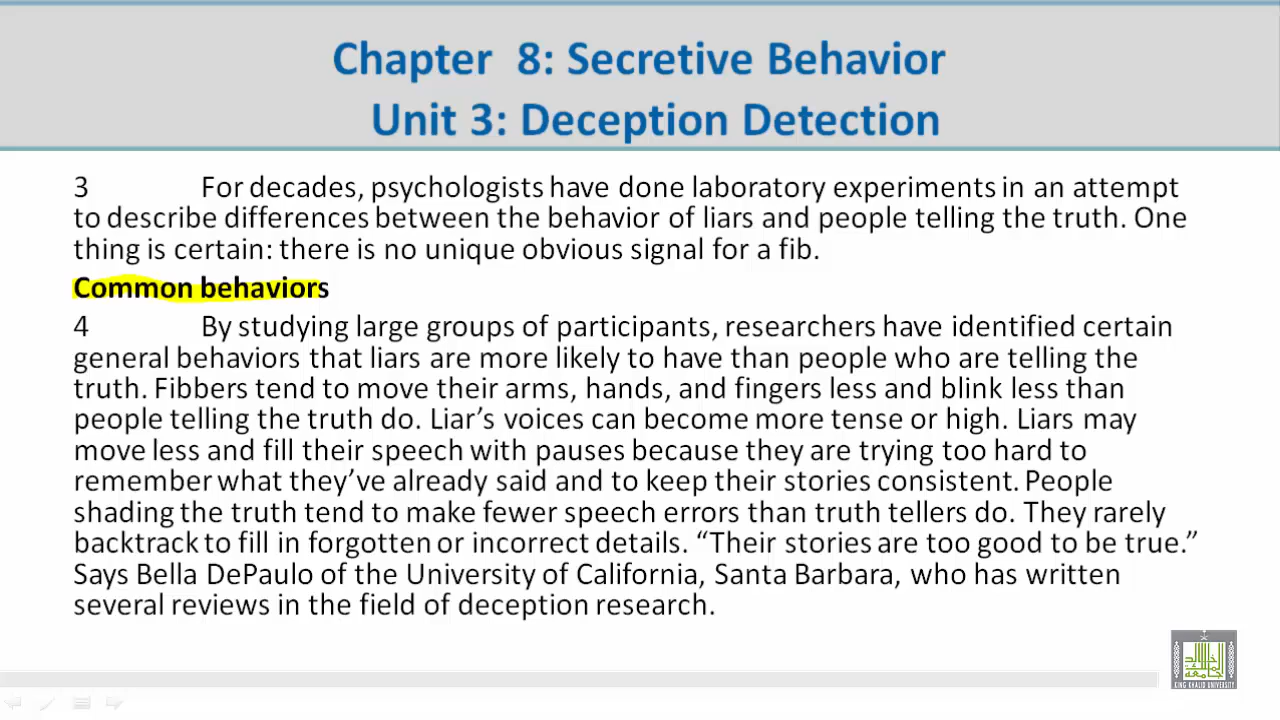 Chapter 8: Secretive Behavior
Unit 3: Deception Detection
3 For decades, psychologists have done laboratory experiments in an attempt
to describe differences between the behavior of liars and people telling the truth. One
thing is certain: there is no unique obvious signal for a fib.
Common behaviors
4 By studying large groups of participants, researchers have identified certain
general behaviors that liars are more likely to have than people who are telling the
truth. Fibbers tend to move their arms, hands, and fingers less and blink less than
people telling the truth do. Liar’s voices can become more tense or high. Liars may
move less and fill their speech with pauses because they are trying too hard to
remember what they’ve already said and to keep their stories consistent. People
shading the truth tend to make fewer speech errors than truth tellers do. They rarely
backtrack to fill in forgotten or incorrect details. “Their stories are too good to be true.”
Says Bella DePaulo of the University of California, Santa Barbara, who has written
several reviews in the field of deception research.
KING KHALID UNIVERSITY